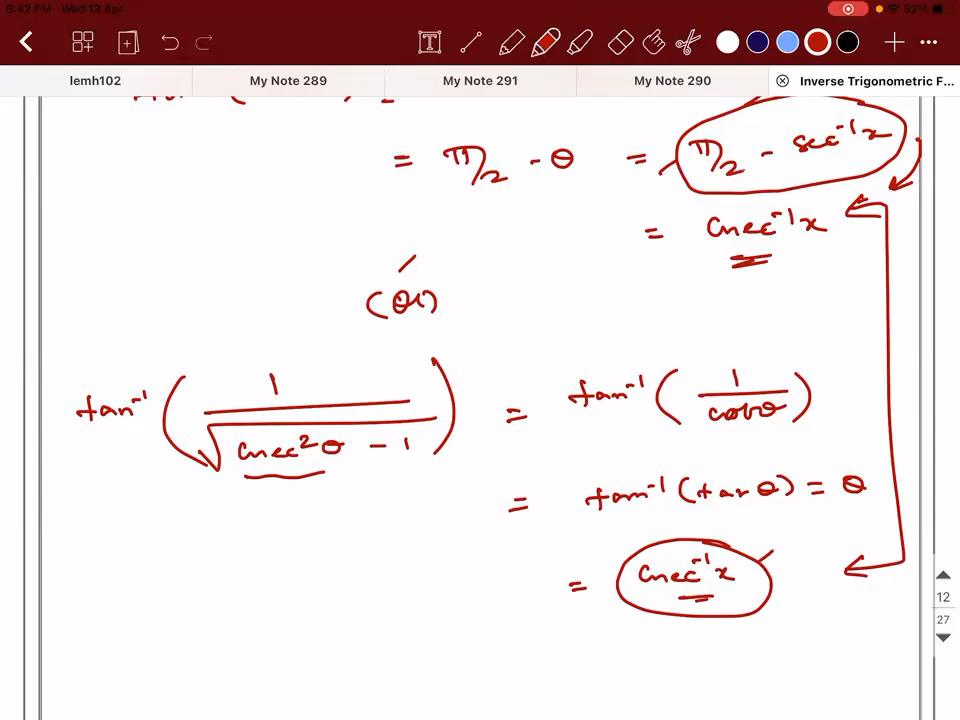 6:42 PM Wed 13 Apr 52%
lemh102 My Note 289 My Note 291 My Note 290 Inverse Trigonometric F...
= π/2 - θ = π/2 - sec⁻¹x
= cosec⁻¹x
(or)
tan⁻¹(1/√(cosec²θ - 1)) = tan⁻¹(1/cotθ)
= tan⁻¹(tanθ) = θ
= cosec⁻¹x
12
27